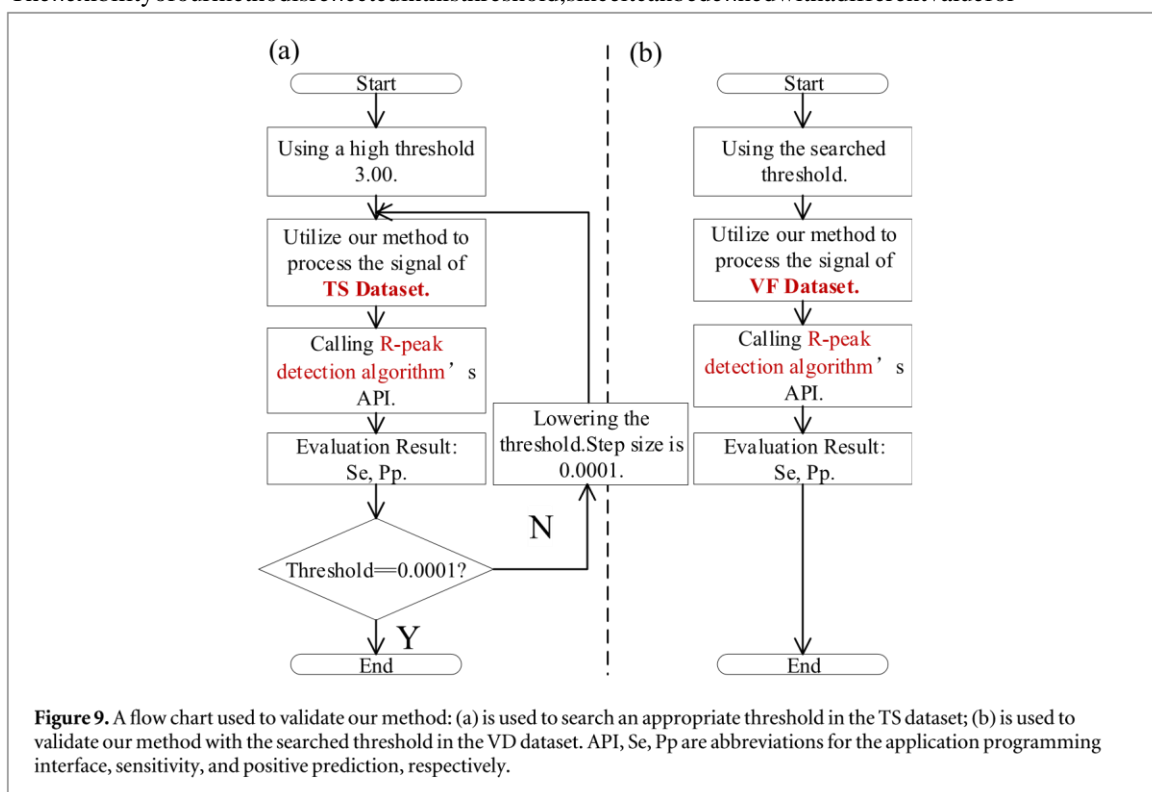 (a)
Start
Using a high threshold
3.00.
Utilize our method to
process the signal of
TS Dataset.
Calling R-peak
detection algorithm’s
API.
Evaluation Result:
Se, Pp.
Threshold==0.0001?
N
Lowering the
threshold.Step size is
0.0001.
Y
End
(b)
Start
Using the searched
threshold.
Utilize our method to
process the signal of
VF Dataset.
Calling R-peak
detection algorithm’s
API.
Evaluation Result:
Se, Pp.
End
Figure 9. A flow chart used to validate our method: (a) is used to search an appropriate threshold in the TS dataset; (b) is used to
validate our method with the searched threshold in the VD dataset. API, Se, Pp are abbreviations for the application programming
interface, sensitivity, and positive prediction, respectively.